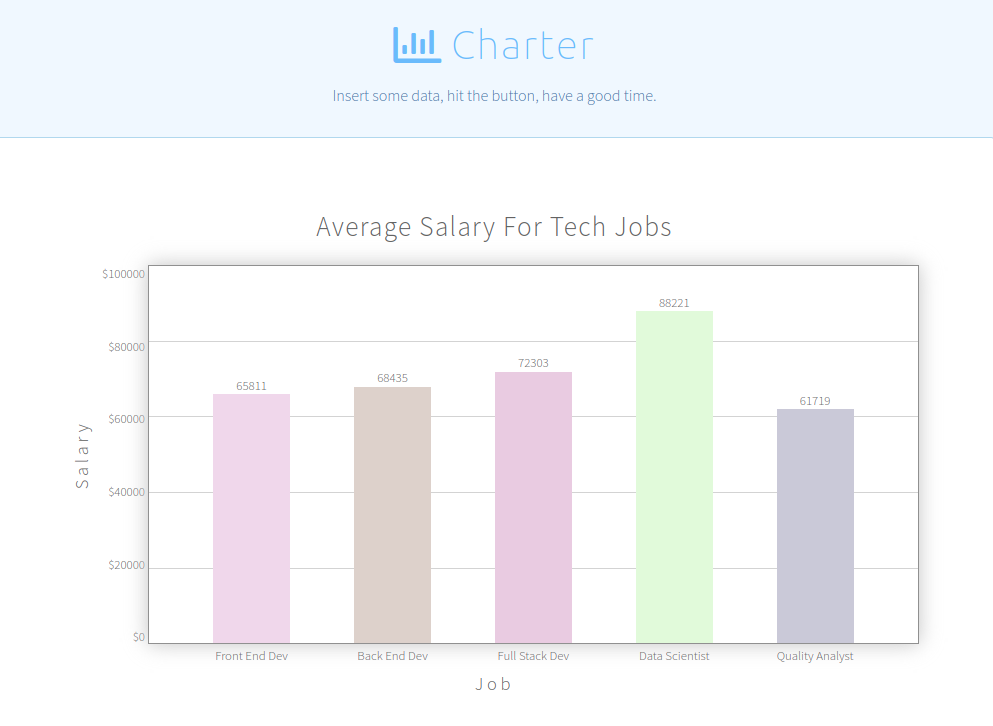 Charter
Insert some data, hit the button, have a good time.
Average Salary For Tech Jobs
$100000
$80000
$60000
$40000
$20000
$0
Salary
65811
68435
72303
88221
61719
Front End Dev
Back End Dev
Full Stack Dev
Data Scientist
Quality Analyst
Job